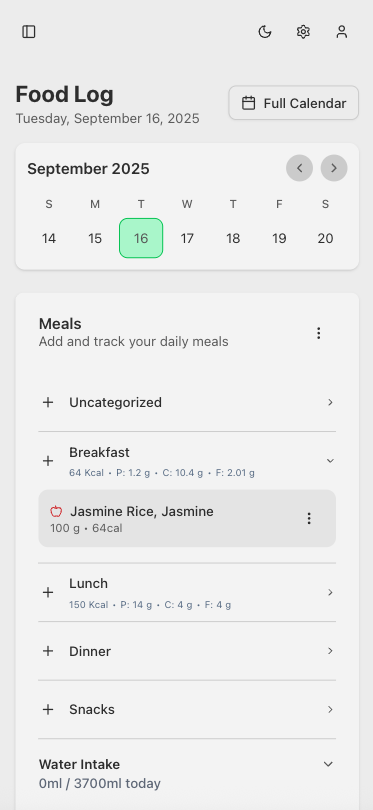 Food Log
Tuesday, September 16, 2025
Full Calendar
September 2025
S M T W T F S
14 15 16 17 18 19 20
Meals
Add and track your daily meals
Uncategorized
Breakfast
64 Kcal • P: 1.2 g • C: 10.4 g • F: 2.01 g
Jasmine Rice, Jasmine
100 g • 64cal
Lunch
150 Kcal • P: 14 g • C: 4 g • F: 4 g
Dinner
Snacks
Water Intake
0ml / 3700ml today